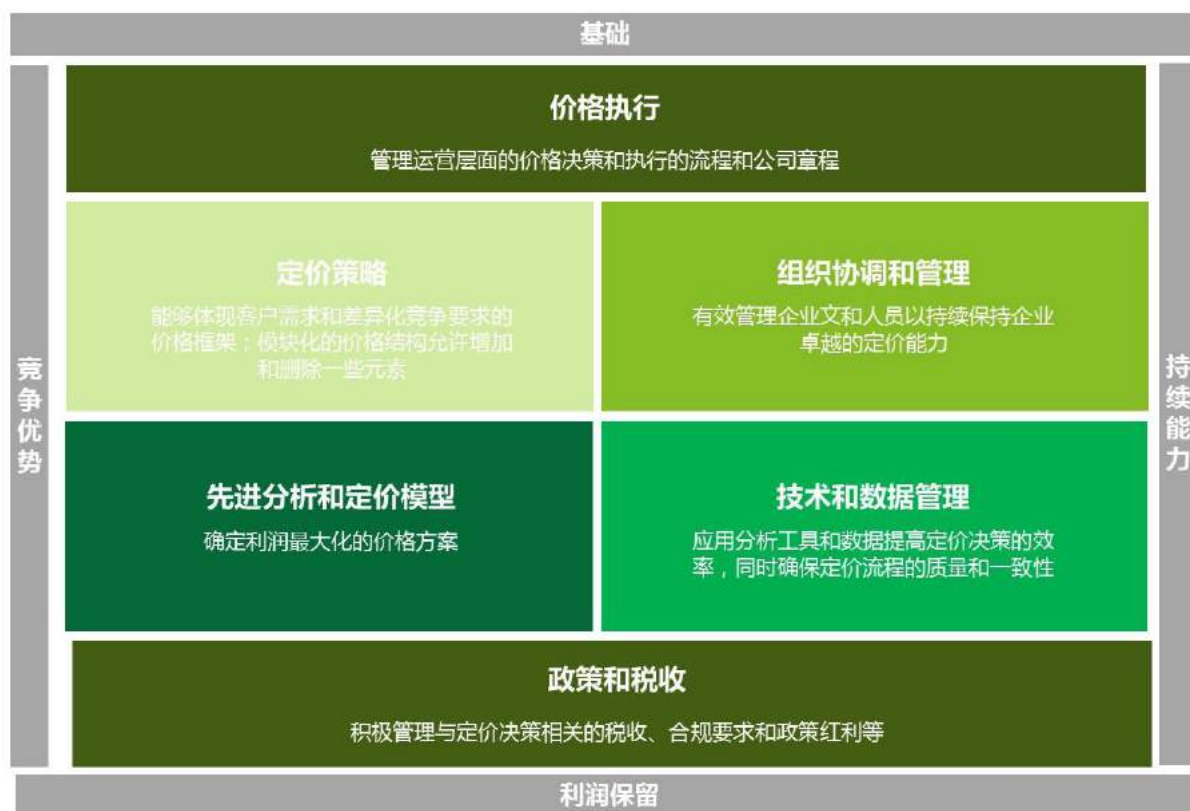 基础
价格执行
管理运营层面的价格决策和执行的流程和公司章程
竞争优势
定价策略
能够体现客户需求和差异化竞争要求的
价格框架；模块化的价格结构允许增加
和删除一些元素
组织协调和管理
有效管理企业文和人员以持续保持企业
卓越的定价能力
持续能力
先进分析和定价模型
确定利润最大化的价格方案
技术和数据管理
应用分析工具和数据提高定价决策的效
率，同时确保定价流程的质量和一致性
政策和税收
积极管理与定价决策相关的税收、合规要求和政策红利等
利润保留